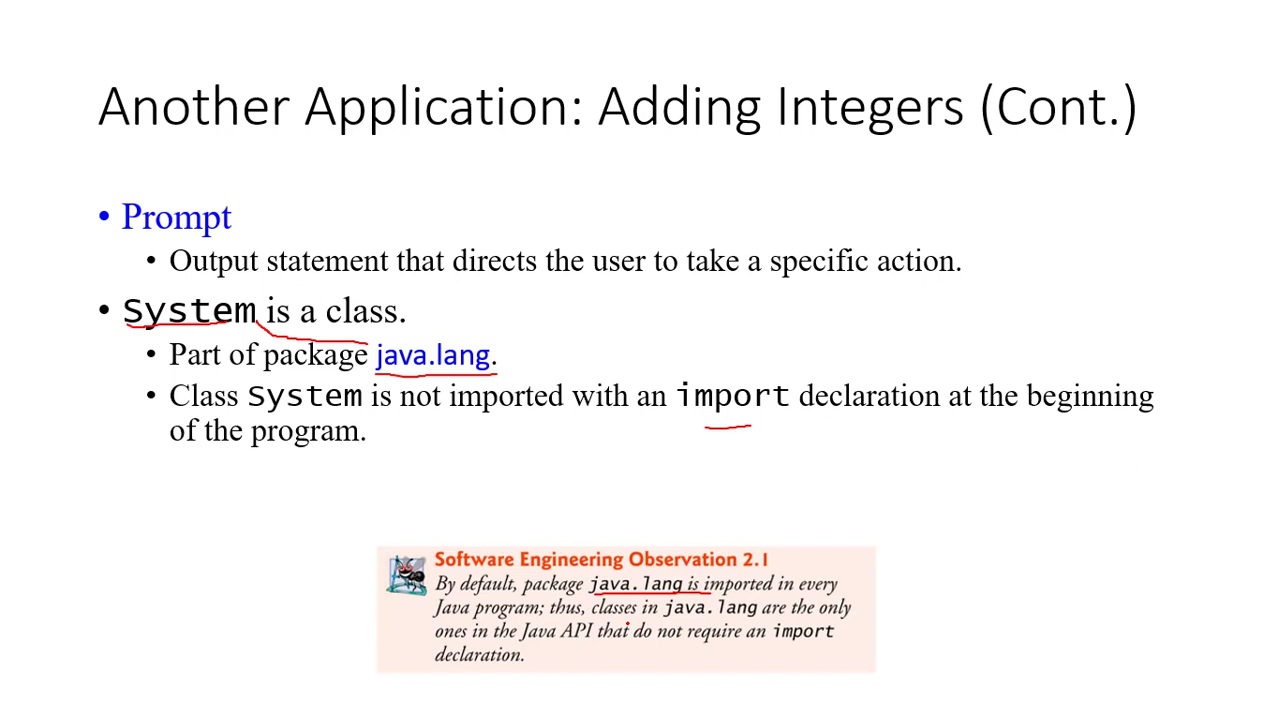 Another Application: Adding Integers (Cont.)
• Prompt
• Output statement that directs the user to take a specific action.
• System is a class.
• Part of package java.lang.
• Class System is not imported with an import declaration at the beginning
of the program.
Software Engineering Observation 2.1
By default, package java.lang is imported in every
Java program; thus, classes in java.lang are the only
ones in the Java API that do not require an import
declaration.